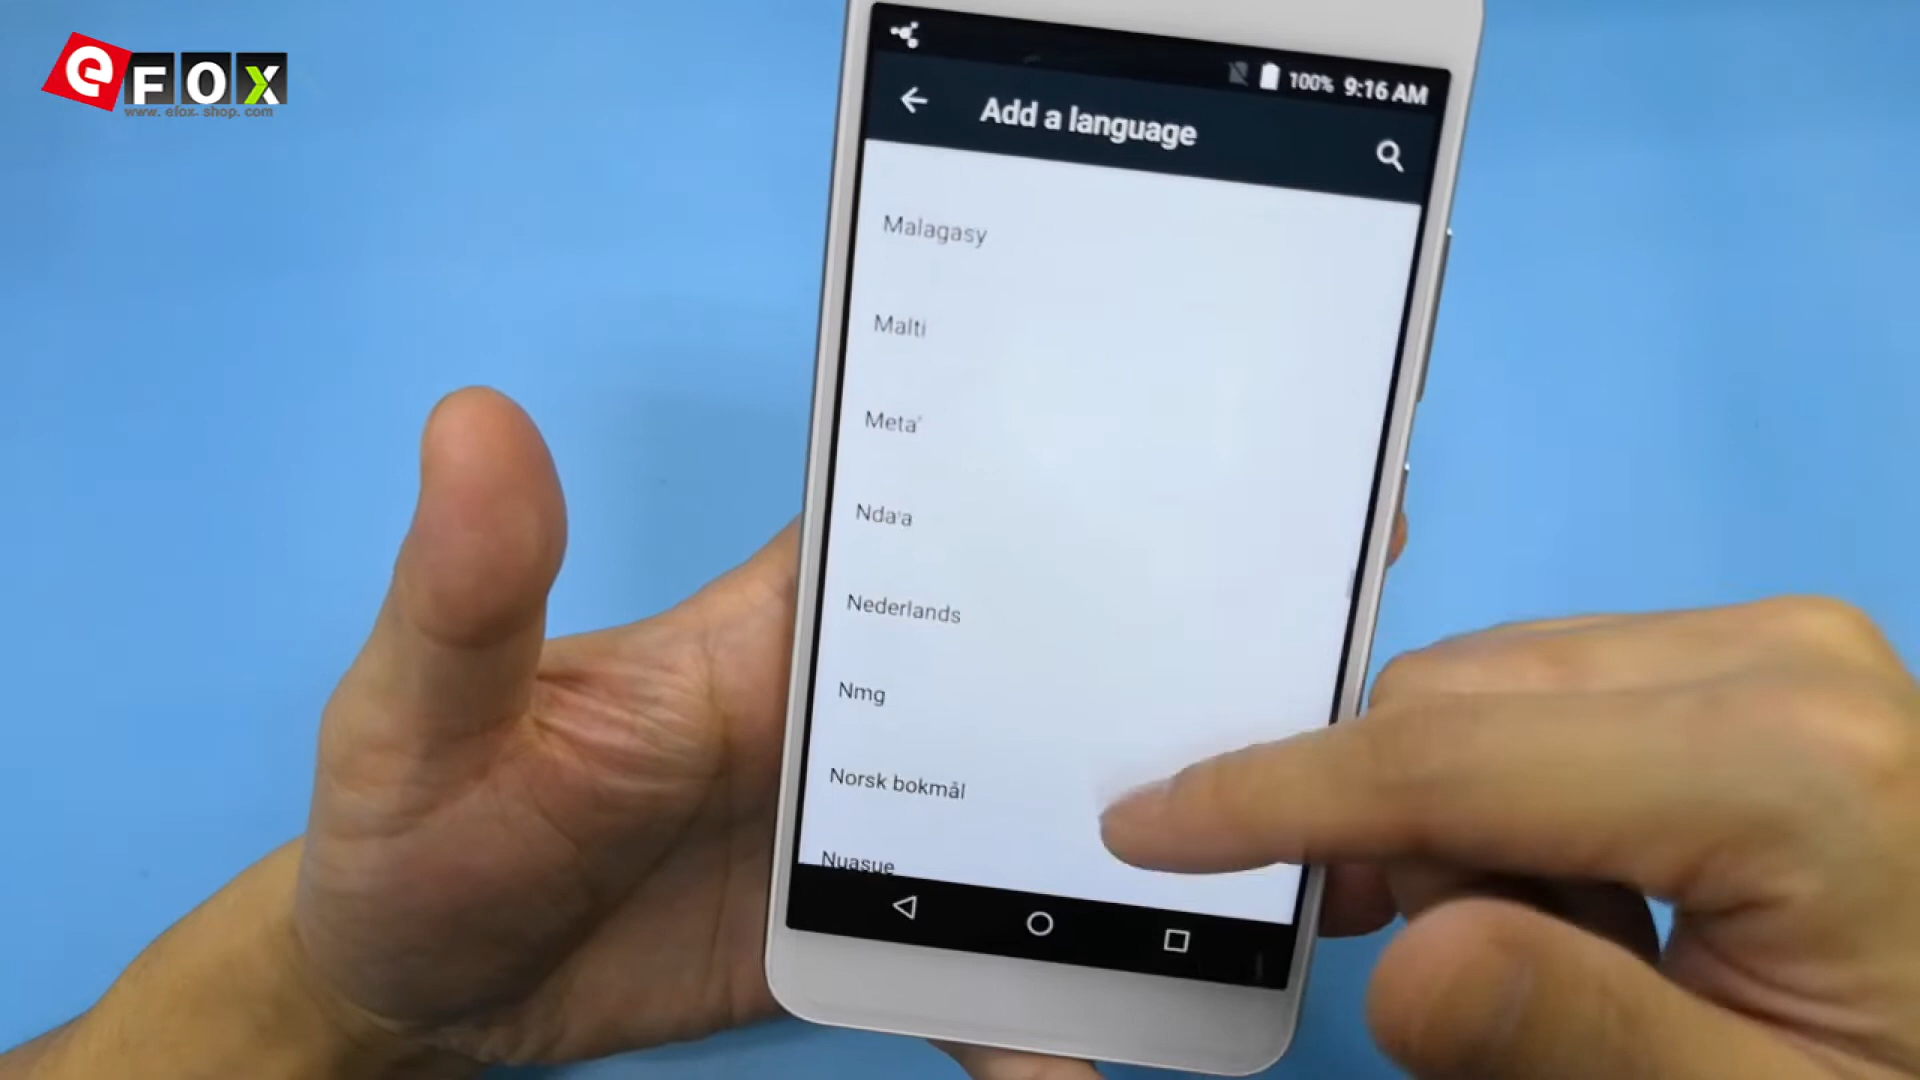 eFOX
www.efox-shop.com
100% 9:16 AM
Add a language
Malagasy
Malti
Meta'
Nda'a
Nederlands
Nmg
Norsk bokmål
Nuasue